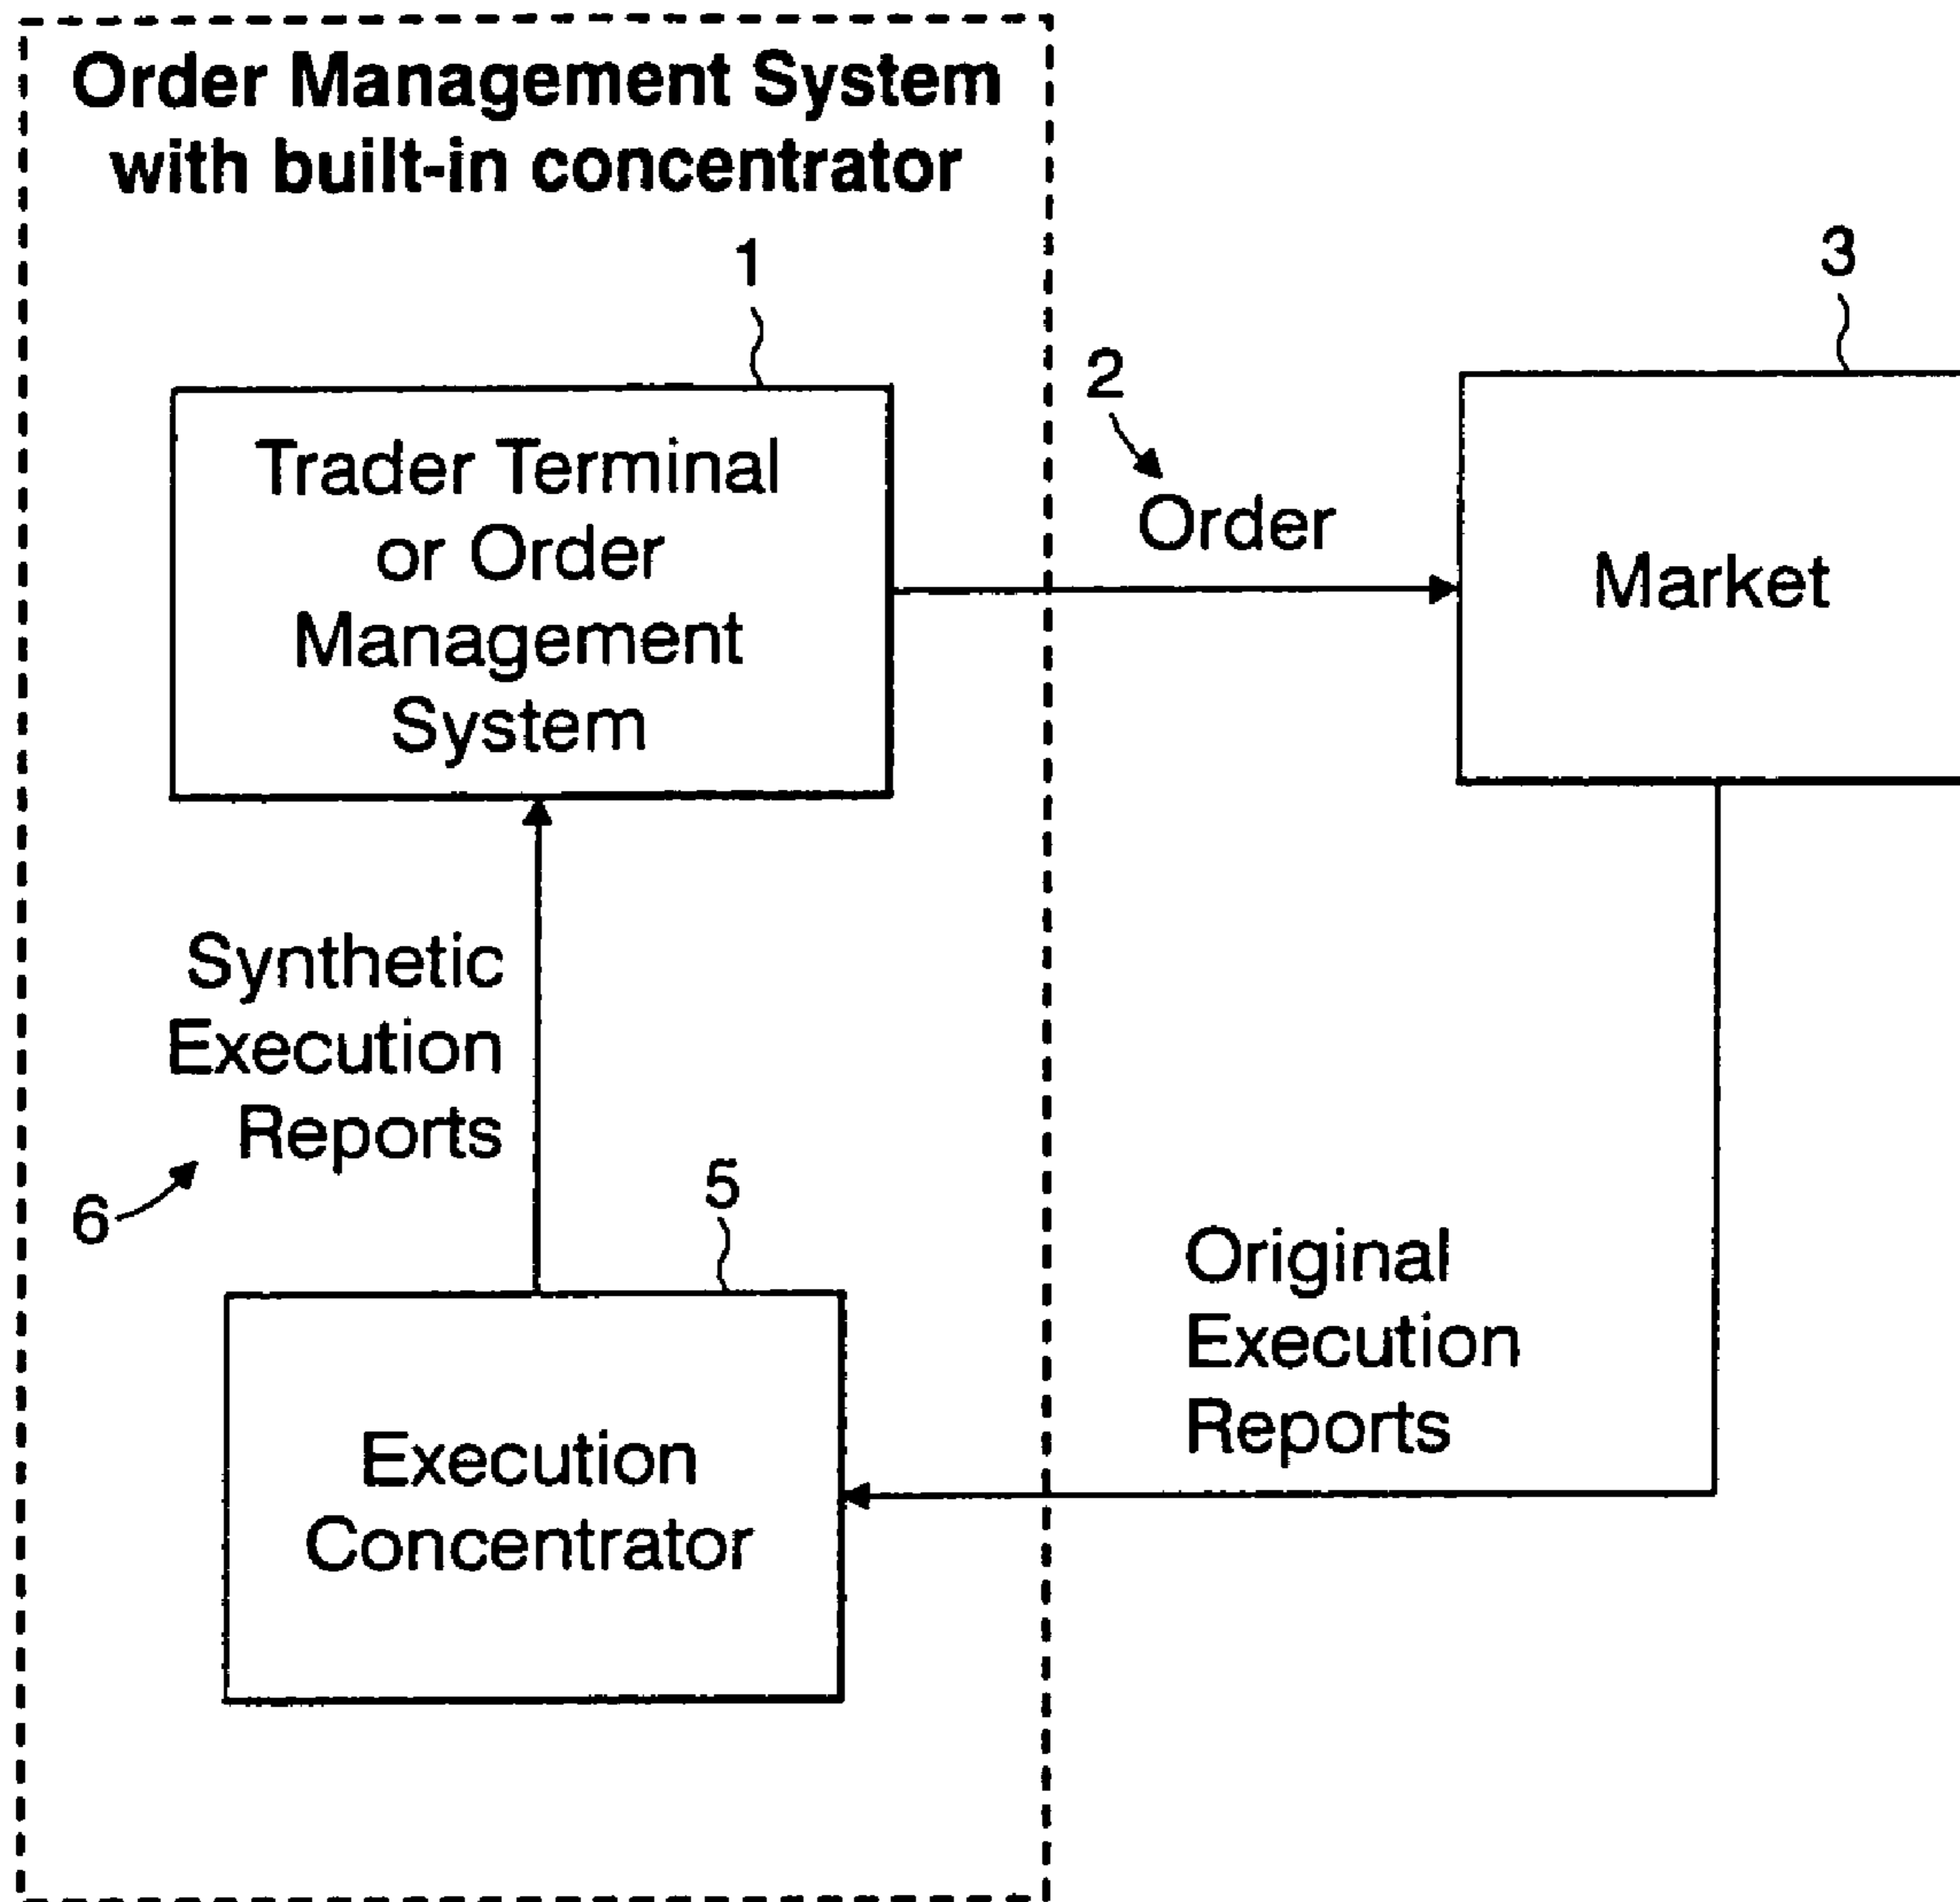 Order Management System
with built-in concentrator
1
3
2
Trader Terminal
or Order
Management
System
Order
Market
Synthetic
Execution
Reports
6
5
Original
Execution
Reports
Execution
Concentrator